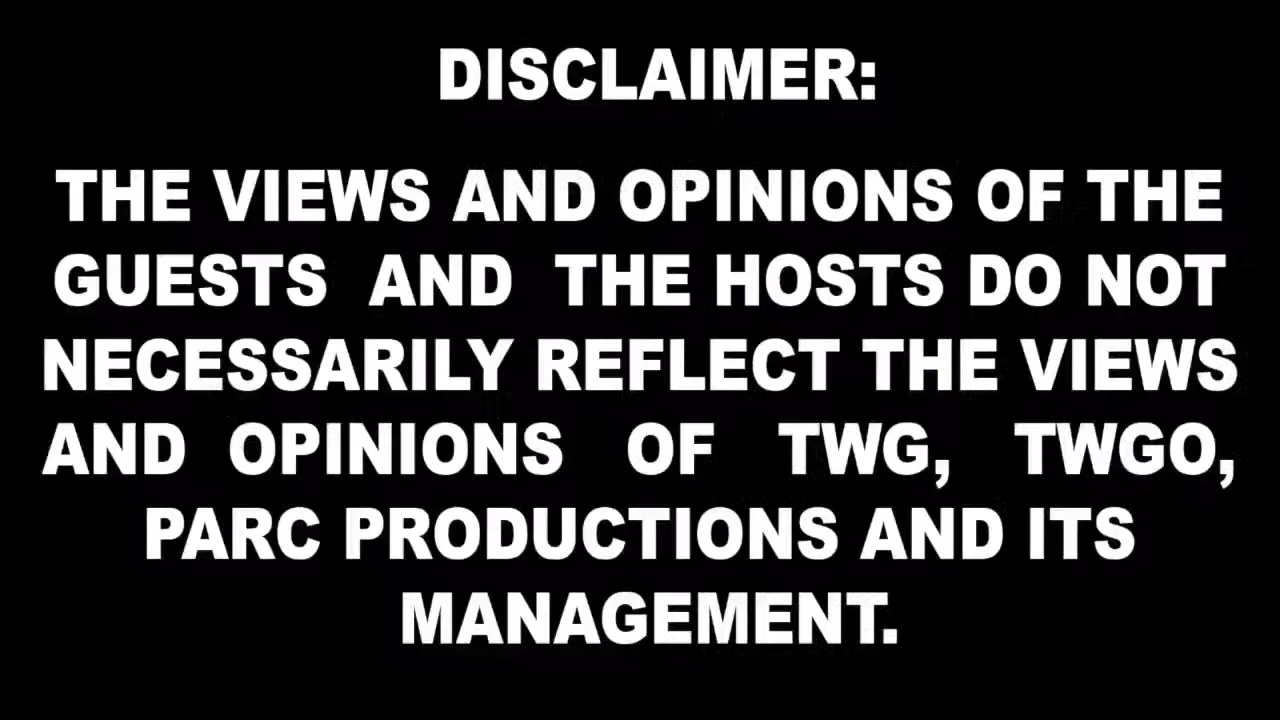 DISCLAIMER:
THE VIEWS AND OPINIONS OF THE
GUESTS AND THE HOSTS DO NOT
NECESSARILY REFLECT THE VIEWS
AND OPINIONS OF TWG, TWGO,
PARC PRODUCTIONS AND ITS
MANAGEMENT.